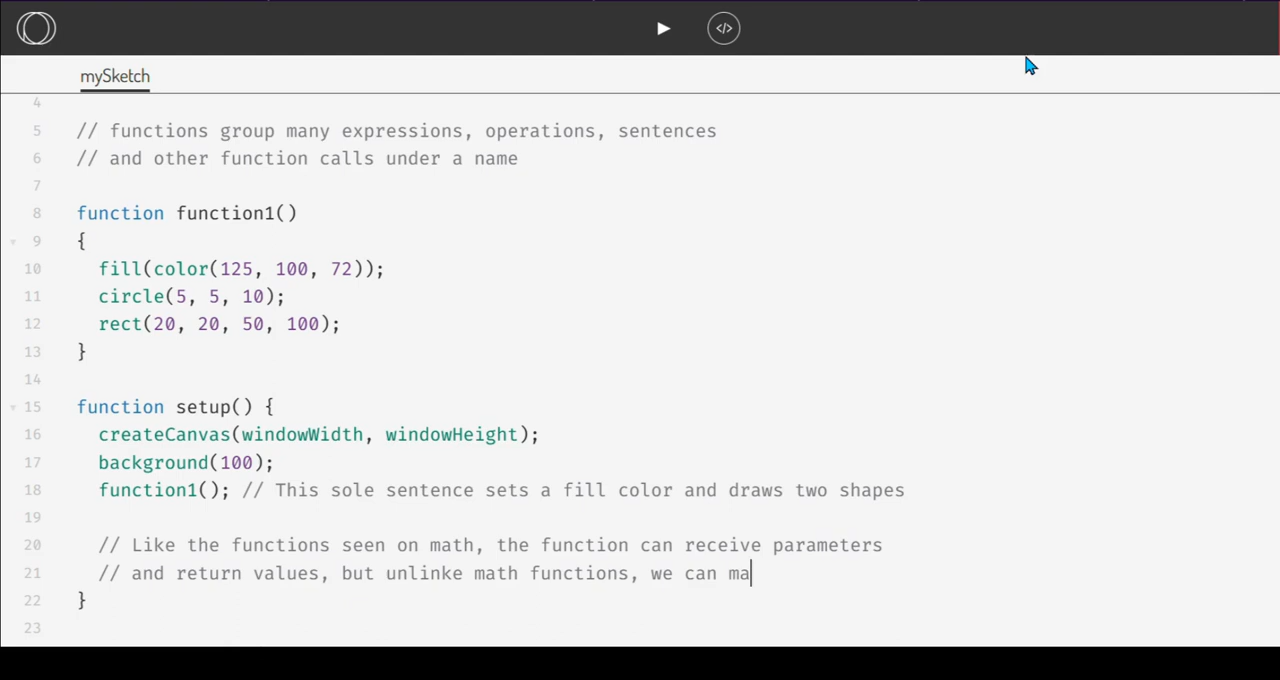 </>
mySketch
4
5 // functions group many expressions, operations, sentences
6 // and other function calls under a name
7
8 function function1()
9 {
10 fill(color(125, 100, 72));
11 circle(5, 5, 10);
12 rect(20, 20, 50, 100);
13 }
14
15 function setup() {
16 createCanvas(windowWidth, windowHeight);
17 background(100);
18 function1(); // This sole sentence sets a fill color and draws two shapes
19
20 // Like the functions seen on math, the function can receive parameters
21 // and return values, but unlinke math functions, we can ma
22 }
23